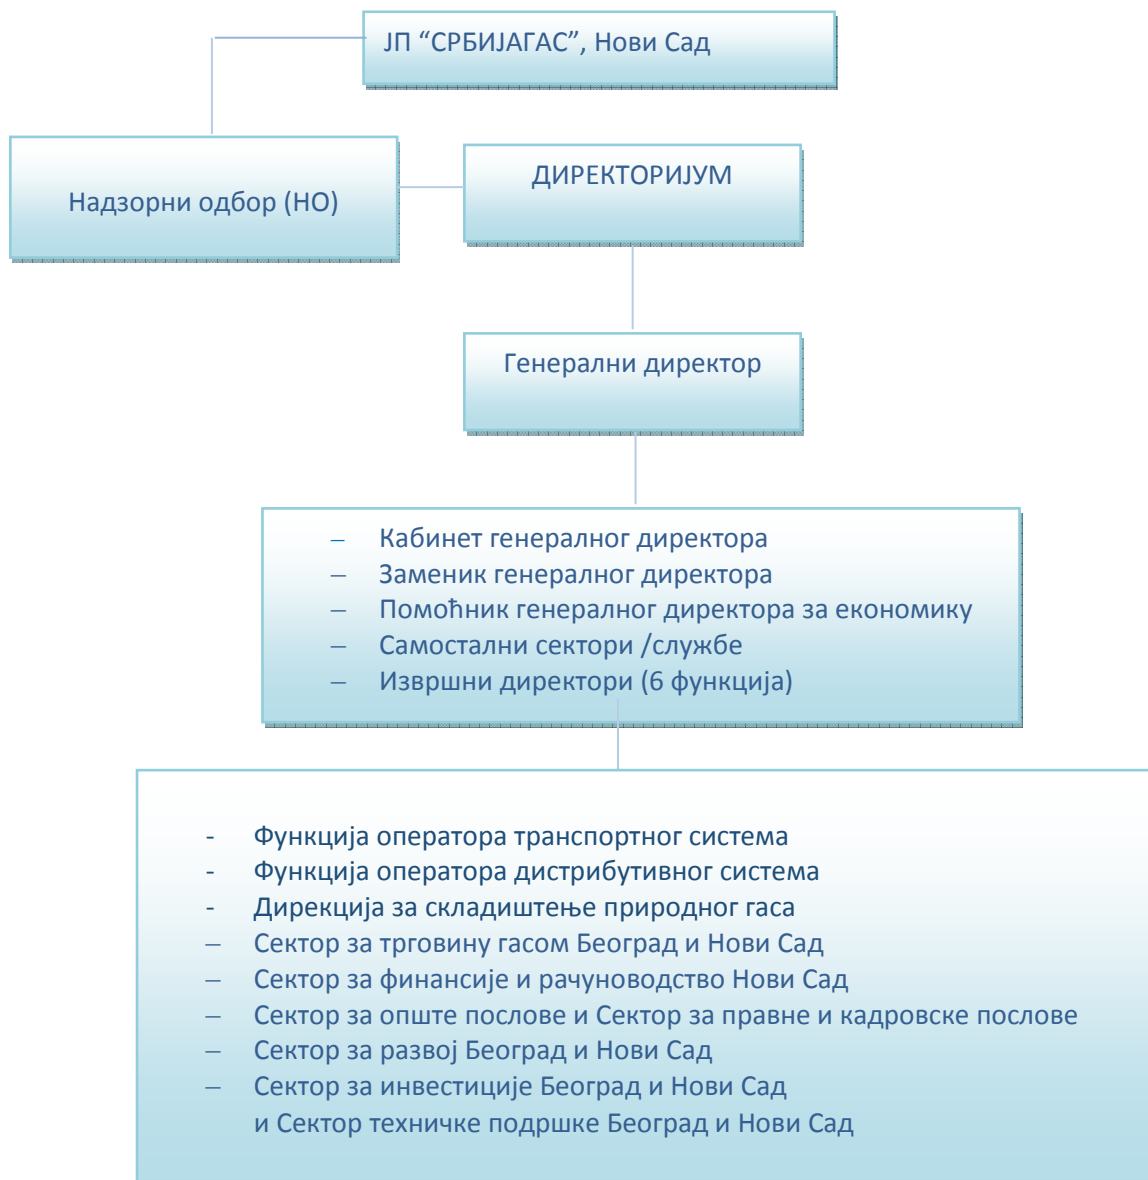 ЈП “СРБИЈАГАС”, Нови Сад
Надзорни одбор (НО)
ДИРЕКТОРИЈУМ
Генерални директор
– Кабинет генералног директора
– Заменик генералног директора
– Помоћник генералног директора за економику
– Самостални сектори /службе
– Извршни директори (6 функција)
- Функција оператора транспортног система
- Функција оператора дистрибутивног система
- Дирекција за складиштење природног гаса
– Сектор за трговину гасом Београд и Нови Сад
– Сектор за финансије и рачуноводство Нови Сад
– Сектор за опште послове и Сектор за правне и кадровске послове
– Сектор за развој Београд и Нови Сад
– Сектор за инвестиције Београд и Нови Сад
и Сектор техничке подршке Београд и Нови Сад